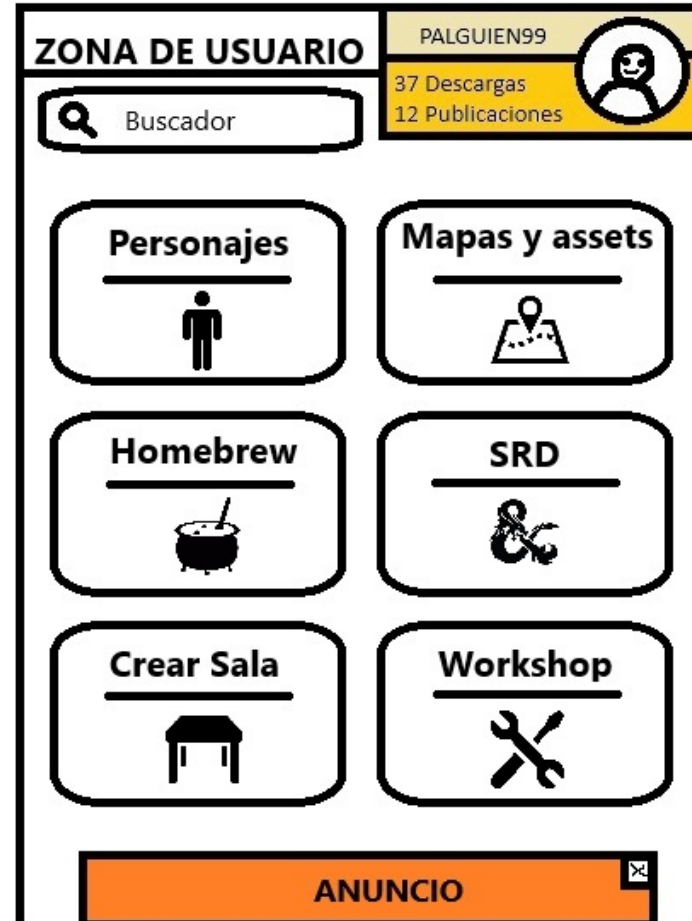 ZONA DE USUARIO
PALGUIEN99
37 Descargas
12 Publicaciones
Buscador
Personajes
Mapas y assets
Homebrew
SRD
Crear Sala
Workshop
ANUNCIO